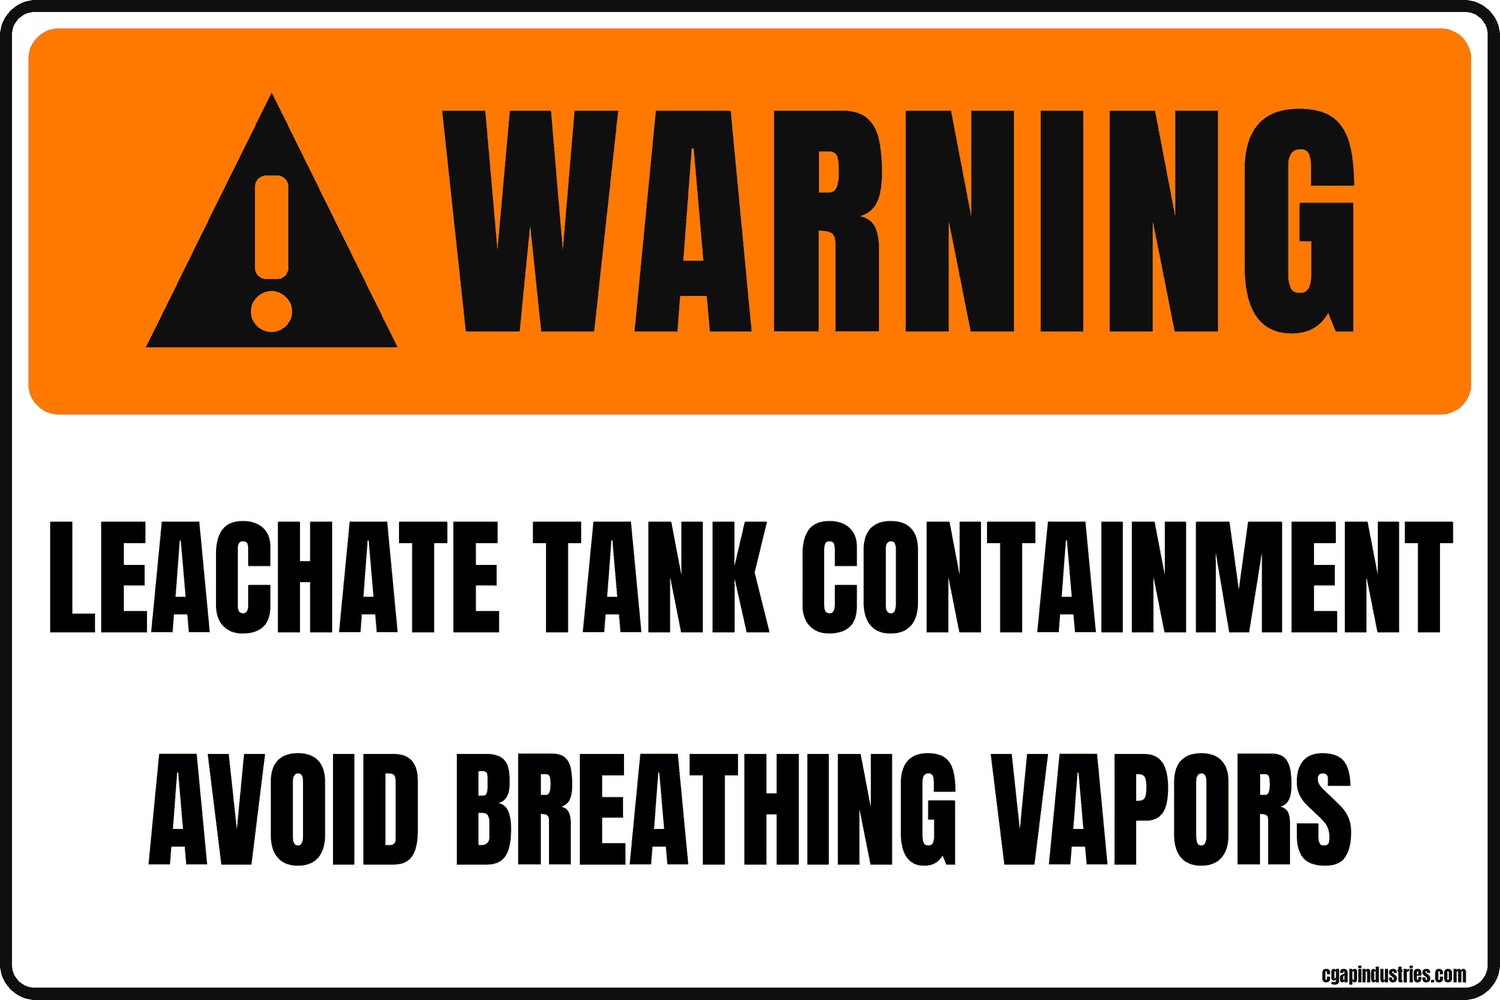 WARNING
LEACHATE TANK CONTAINMENT
AVOID BREATHING VAPORS
cgapindustries.com